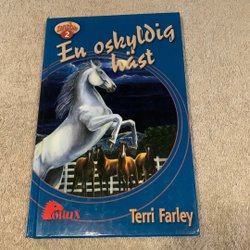 2
En oskyldig
häst
Pollux
Terri Farley